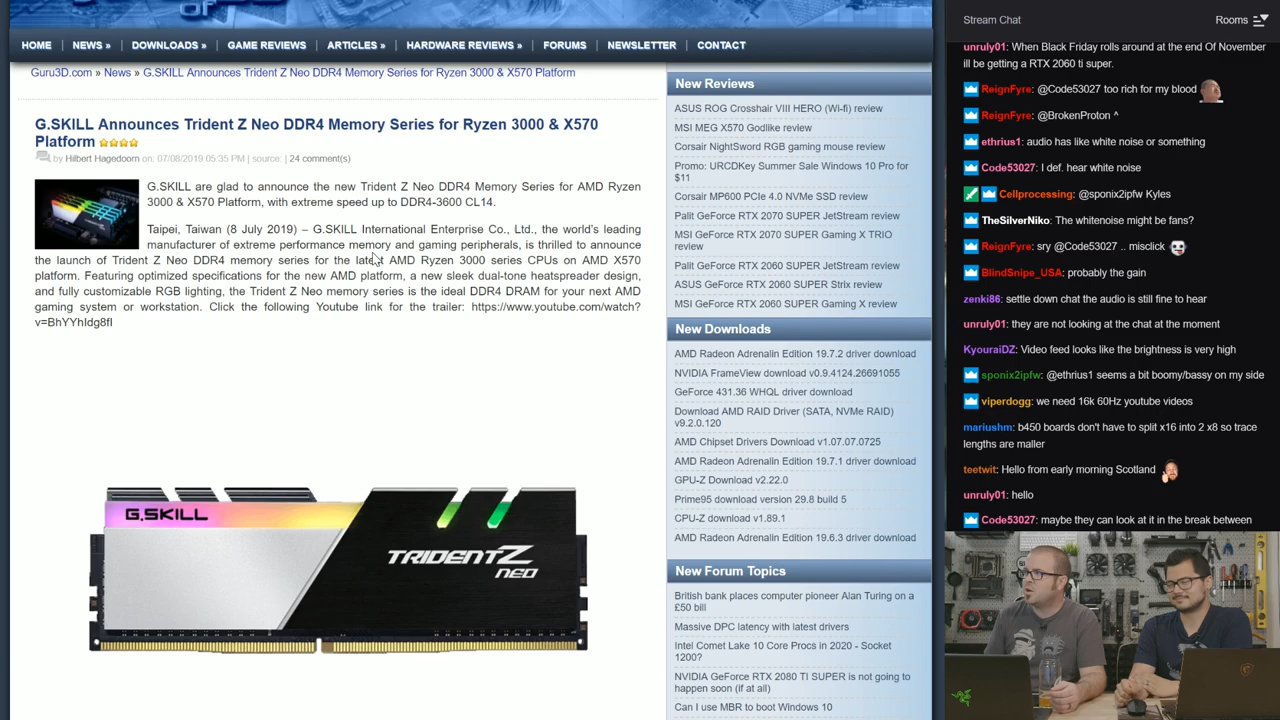 OF
HOME
NEWS »
DOWNLOADS »
GAME REVIEWS
ARTICLES »
HARDWARE REVIEWS »
FORUMS
NEWSLETTER
CONTACT
Guru3D.com » News » G.SKILL Announces Trident Z Neo DDR4 Memory Series for Ryzen 3000 & X570 Platform
G.SKILL Announces Trident Z Neo DDR4 Memory Series for Ryzen 3000 & X570
Platform
by Hilbert Hagedoorn on: 07/08/2019 05:35 PM | source: | 24 comment(s)
G.SKILL are glad to announce the new Trident Z Neo DDR4 Memory Series for AMD Ryzen
3000 & X570 Platform, with extreme speed up to DDR4-3600 CL14.
Taipei, Taiwan (8 July 2019) – G.SKILL International Enterprise Co., Ltd., the world's leading
manufacturer of extreme performance memory and gaming peripherals, is thrilled to announce
the launch of Trident Z Neo DDR4 memory series for the latest AMD Ryzen 3000 series CPUs on AMD X570
platform. Featuring optimized specifications for the new AMD platform, a new sleek dual-tone heatspreader design,
and fully customizable RGB lighting, the Trident Z Neo memory series is the ideal DDR4 DRAM for your next AMD
gaming system or workstation. Click the following Youtube link for the trailer: https://www.youtube.com/watch?
v=BhYYhIdg8fI
G.SKILL
TRIDENTZ
NEO
New Reviews
ASUS ROG Crosshair VIII HERO (Wi-fi) review
MSI MEG X570 Godlike review
Corsair NightSword RGB gaming mouse review
Promo: URCDKey Summer Sale Windows 10 Pro for
$11
Corsair MP600 PCIe 4.0 NVMe SSD review
Palit GeForce RTX 2070 SUPER JetStream review
MSI GeForce RTX 2070 SUPER Gaming X TRIO
review
Palit GeForce RTX 2060 SUPER JetStream review
ASUS GeForce RTX 2060 SUPER Strix review
MSI GeForce RTX 2060 SUPER Gaming X review
New Downloads
AMD Radeon Adrenalin Edition 19.7.2 driver download
NVIDIA FrameView download v0.9.4124.26691055
GeForce 431.36 WHQL driver download
Download AMD RAID Driver (SATA, NVMe RAID)
v9.2.0.120
AMD Chipset Drivers Download v1.07.07.0725
AMD Radeon Adrenalin Edition 19.7.1 driver download
GPU-Z Download v2.22.0
Prime95 download version 29.8 build 5
CPU-Z download v1.89.1
AMD Radeon Adrenalin Edition 19.6.3 driver download
New Forum Topics
British bank places computer pioneer Alan Turing on a
£50 bill
Massive DPC latency with latest drivers
Intel Comet Lake 10 Core Procs in 2020 - Socket
1200?
NVIDIA GeForce RTX 2080 TI SUPER is not going to
happen soon (if at all)
Can I use MBR to boot Windows 10
Stream Chat
Rooms
unruly01: When Black Friday rolls around at the end Of November
ill be getting a RTX 2060 ti super.
ReignFyre: @Code53027 too rich for my blood
ReignFyre: @BrokenProton ^
ethrius1: audio has like white noise or something
Code53027: I def. hear white noise
Cellprocessing: @sponix2ipfw Kyles
TheSilverNiko: The whitenoise might be fans?
ReignFyre: sry @Code53027 .. misclick
BlindSnipe_USA: probably the gain
zenki86: settle down chat the audio is still fine to hear
unruly01: they are not looking at the chat at the moment
KyouraiDZ: Video feed looks like the brightness is very high
sponix2ipfw: @ethrius1 seems a bit boomy/bassy on my side
viperdogg: we need 16k 60Hz youtube videos
mariushm: b450 boards don't have to split x16 into 2 x8 so trace
lengths are maller
teetwit: Hello from early morning Scotland
unruly01: hello
Code53027: maybe they can look at it in the break between